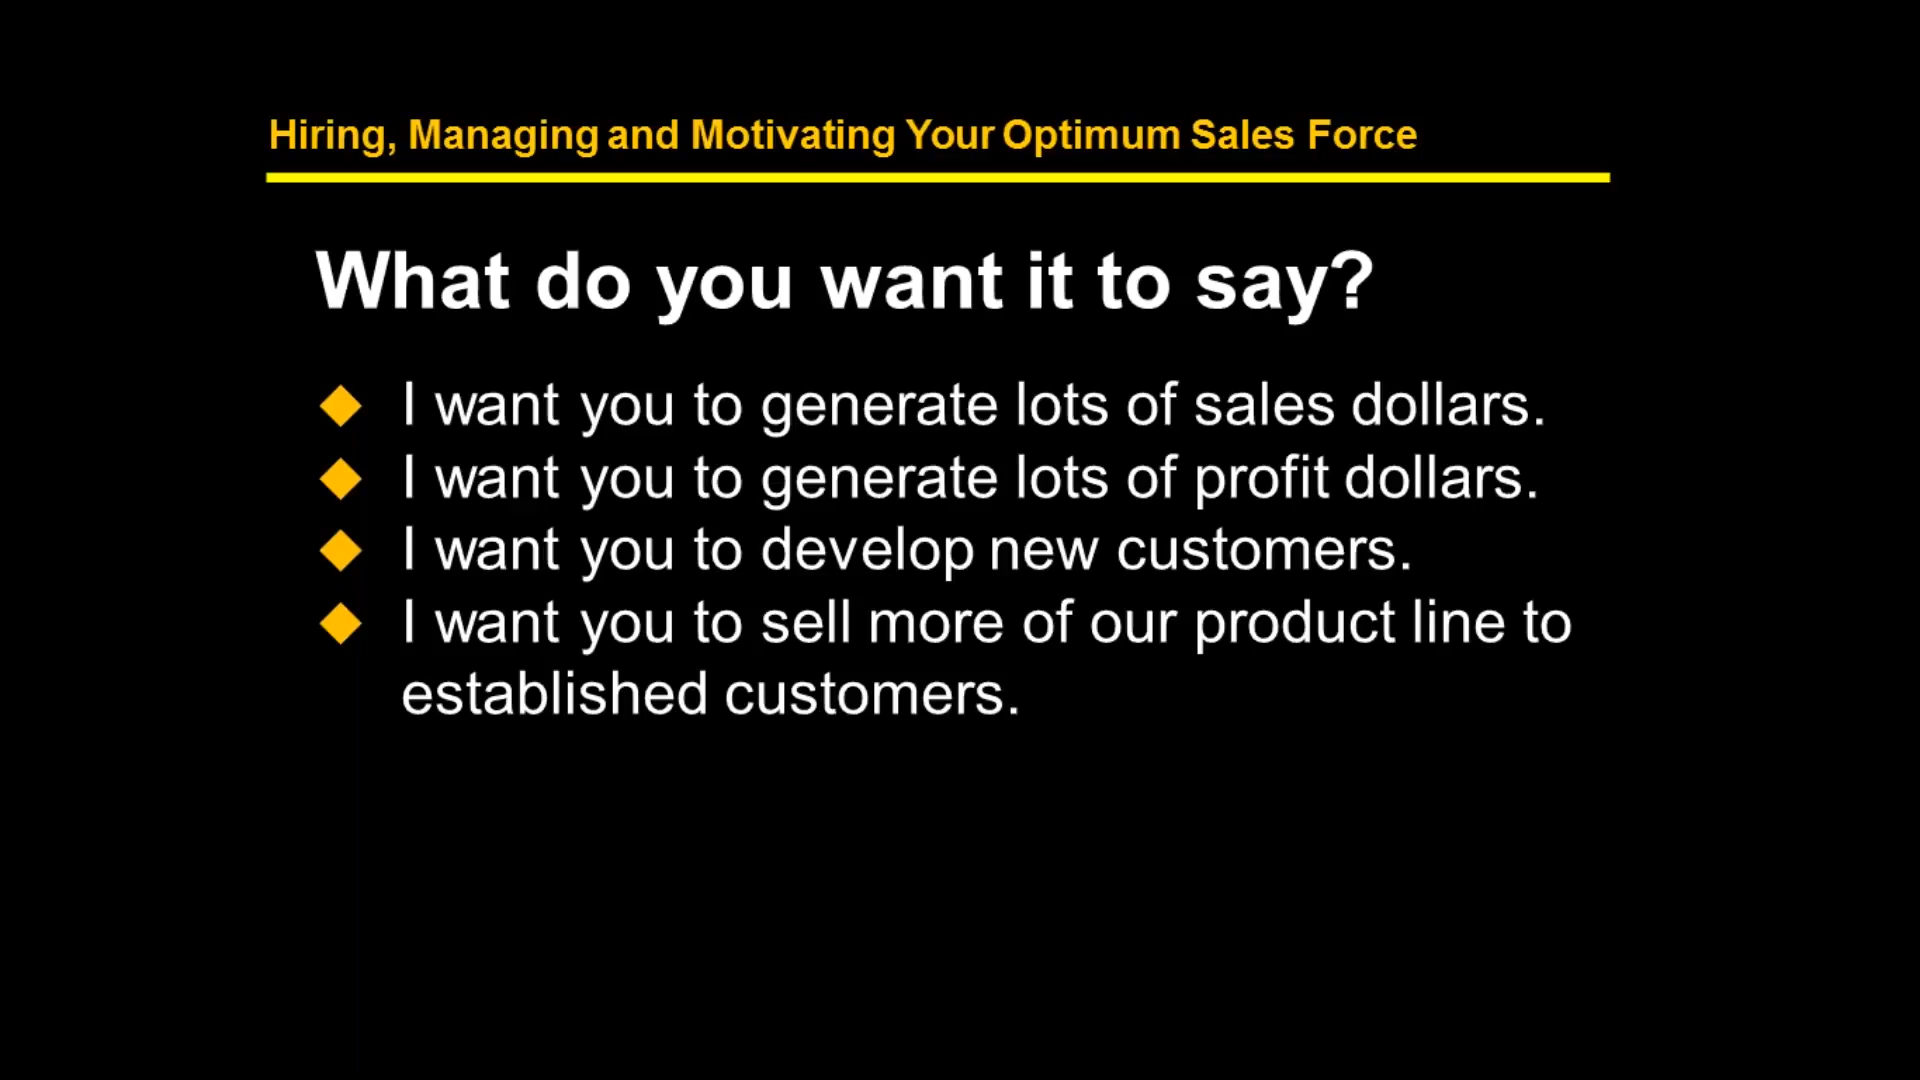 Hiring, Managing and Motivating Your Optimum Sales Force
What do you want it to say?
I want you to generate lots of sales dollars.
I want you to generate lots of profit dollars.
I want you to develop new customers.
I want you to sell more of our product line to
established customers.